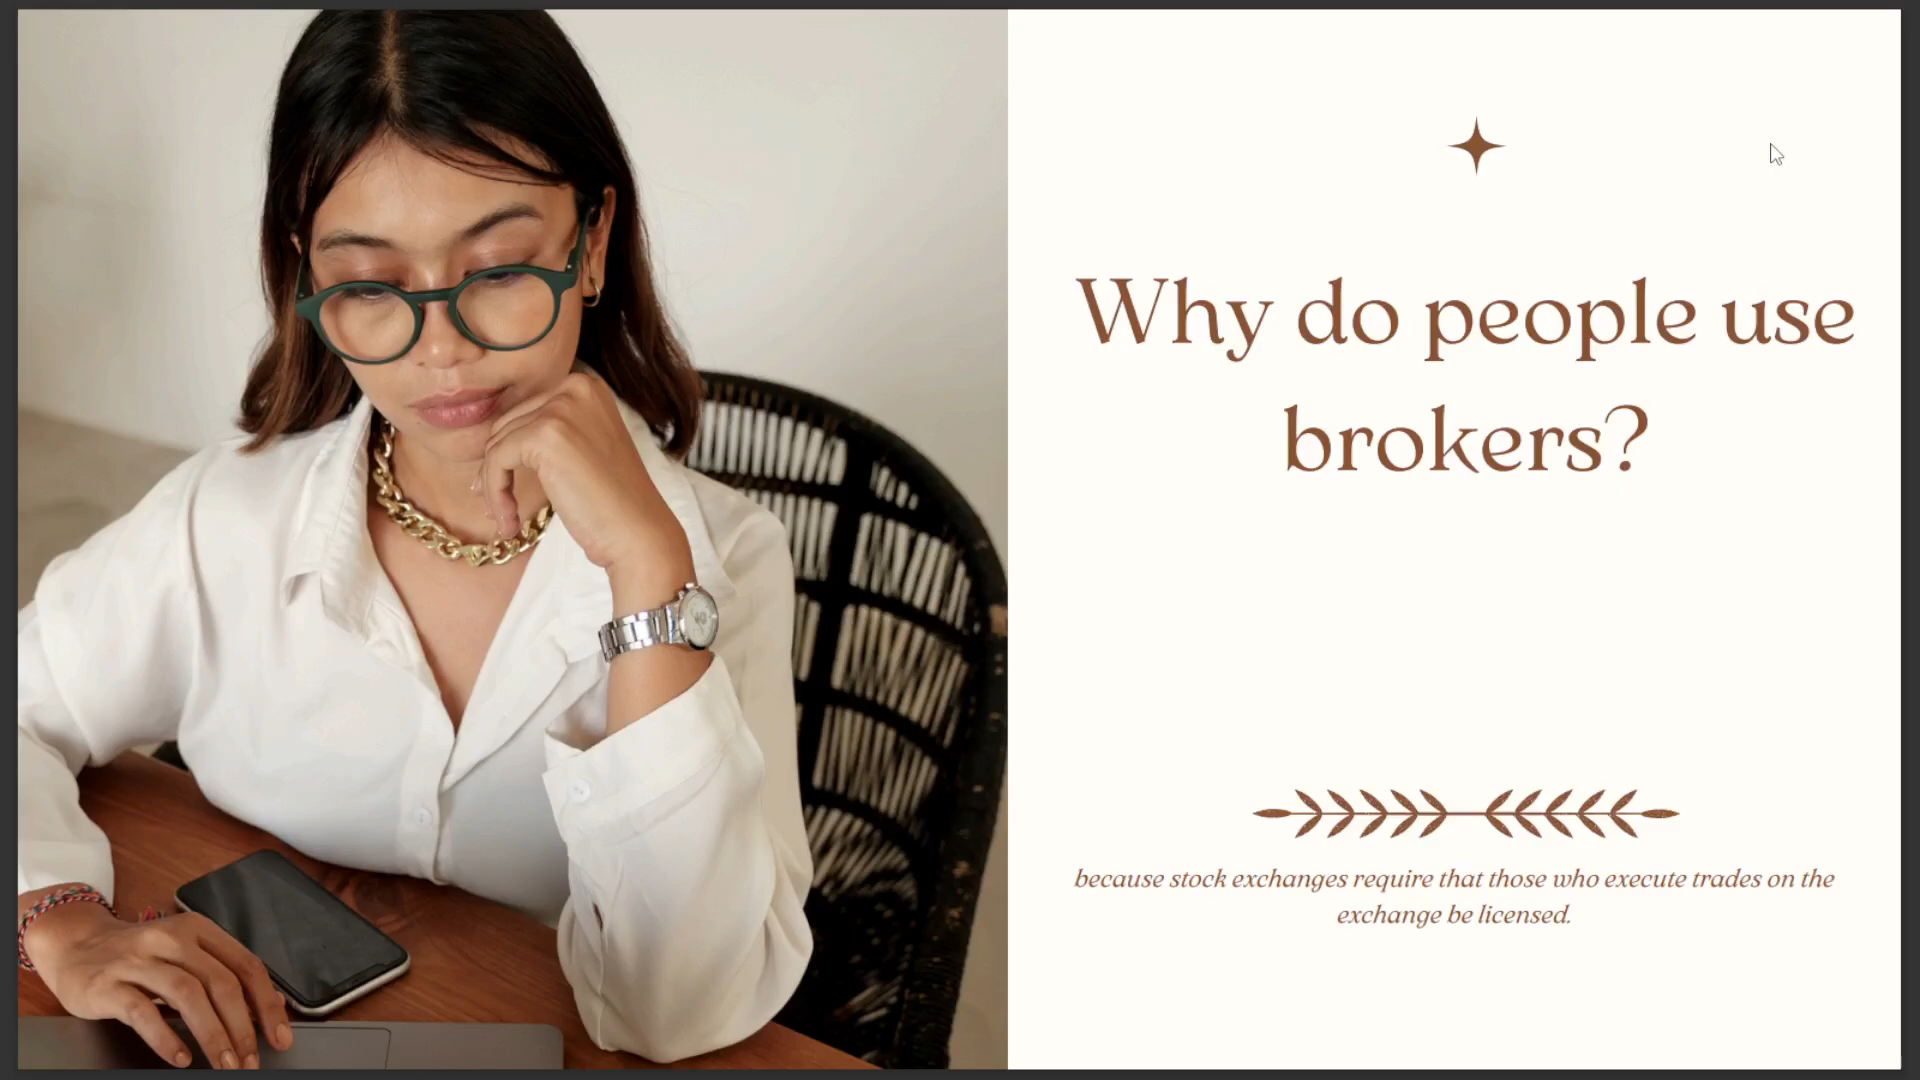 Why do people use
brokers?
because stock exchanges require that those who execute trades on the
exchange be licensed.